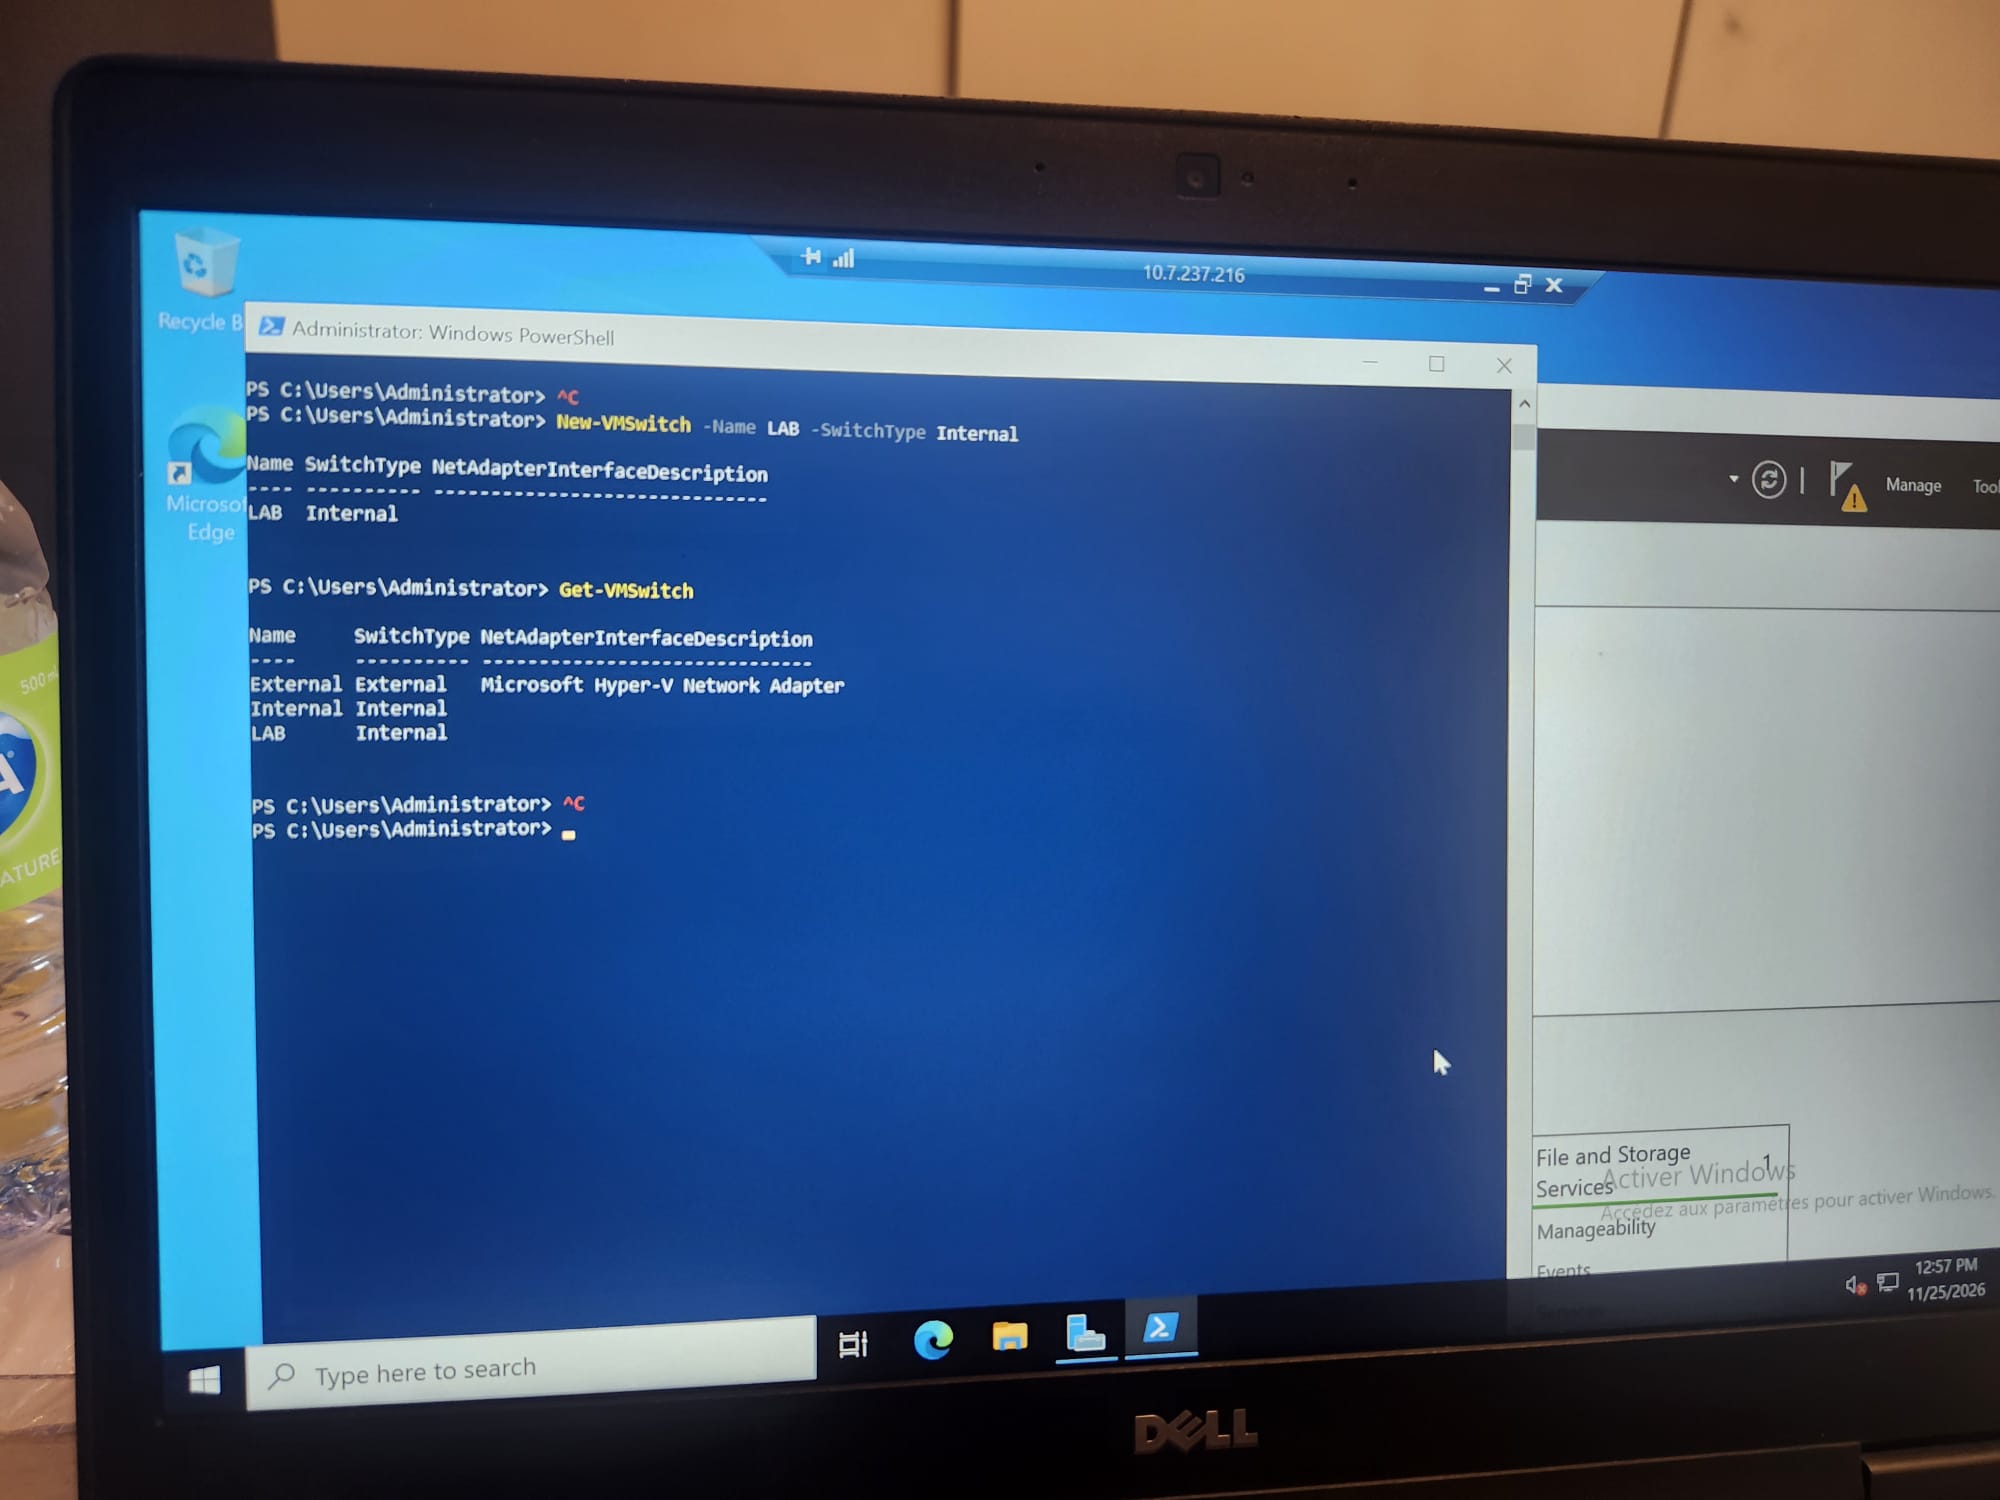 10.7.237.216
Recycle B
Administrator: Windows PowerShell
PS C:\Users\Administrator> ^C
PS C:\Users\Administrator> New-VMSwitch -Name LAB -SwitchType Internal
Name SwitchType NetAdapterInterfaceDescription
---- ---------- ------------------------------
LAB  Internal
Microsof
Edge
PS C:\Users\Administrator> Get-VMSwitch
Name     SwitchType NetAdapterInterfaceDescription
----     ---------- ------------------------------
External External   Microsoft Hyper-V Network Adapter
Internal Internal
LAB      Internal
PS C:\Users\Administrator> ^C
PS C:\Users\Administrator>
Manage
Tool
File and Storage
Services
1
Manageability
Events
Activer Windows
Accédez aux paramètres pour activer Windows.
Type here to search
12:57 PM
11/25/2026
DELL
500 ml
A
ATURE